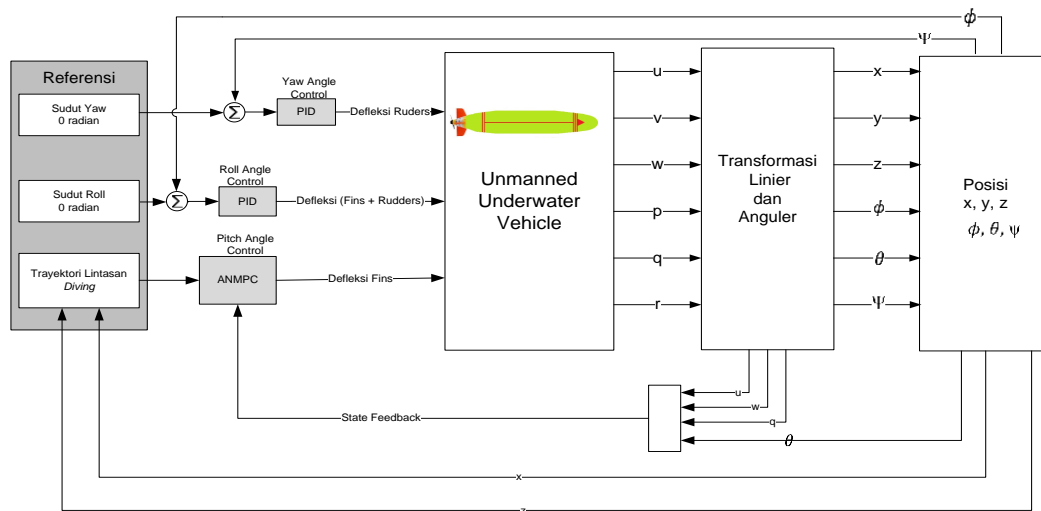 ϕ
Ψ
Referensi
Sudut Yaw
0 radian
Σ
Yaw Angle
Control
PID
Defleksi Ruders
Sudut Roll
0 radian
Σ
Roll Angle
Control
PID
Defleksi (Fins + Rudders)
Trayektori Lintasan
Diving
Pitch Angle
Control
ANMPC
Defleksi Fins
Unmanned
Underwater
Vehicle
u
v
w
p
q
r
Transformasi
Linier
dan
Anguler
x
y
z
ϕ
θ
Ψ
Posisi
x, y, z
ϕ, θ, ψ
u
w
q
θ
State Feedback
x
z